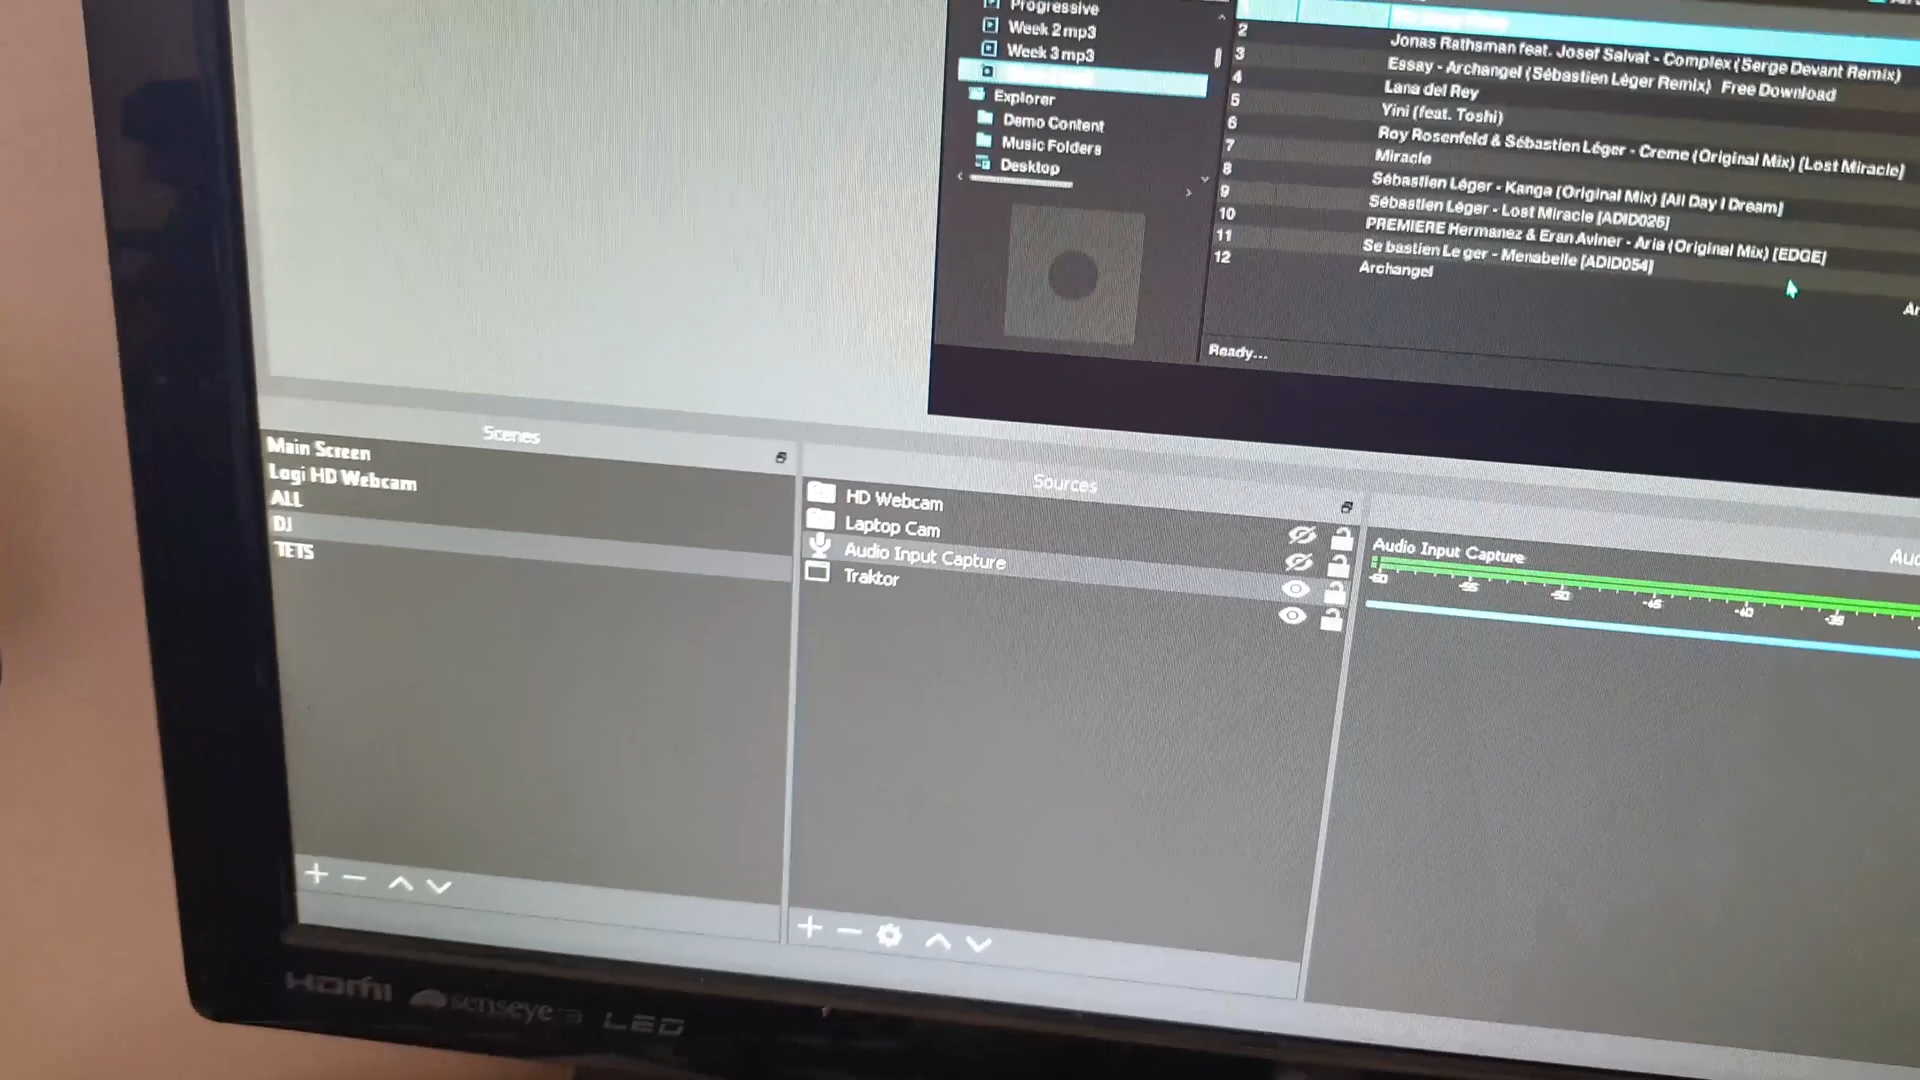 Progressive
Week 2 mp3
Week 3 mp3
Explorer
Demo Content
Music Folders
Desktop
2
3 Jonas Rathsman feat. Josef Salvat - Complex (Serge Devant Remix)
4 Essay - Archangel (Sébastien Léger Remix) Free Download
5 Lana del Rey
6 Yini (feat. Toshi)
7 Roy Rosenfeld & Sébastien Léger - Creme (Original Mix) [Lost Miracle]
8 Miracle
9 Sébastien Léger - Kanga (Original Mix) [All Day I Dream]
10 Sébastien Léger - Lost Miracle [ADID026]
11 PREMIERE Hermanez & Eran Aviner - Aria (Original Mix) [EDGE]
12 Se bastien Le ger - Menabelle [ADID054]
Archangel
Ready...
Scenes
Main Screen
Logi HD Webcam
ALL
DJ
TETS
Sources
HD Webcam
Laptop Cam
Audio Input Capture
Traktor
Audio Input Capture
-60 -55 -50 -45 -40 -35
HDMI senseye 3 LED